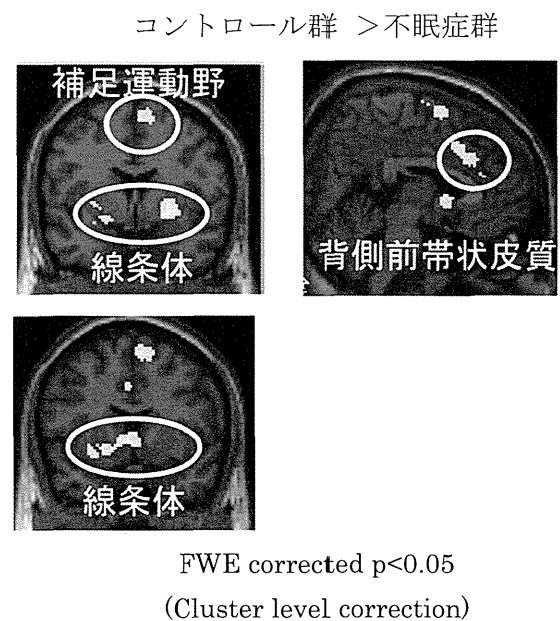 コントロール群 ＞不眠症群
補足運動野
線条体
背側前帯状皮質
線条体
FWE corrected p<0.05
(Cluster level correction)